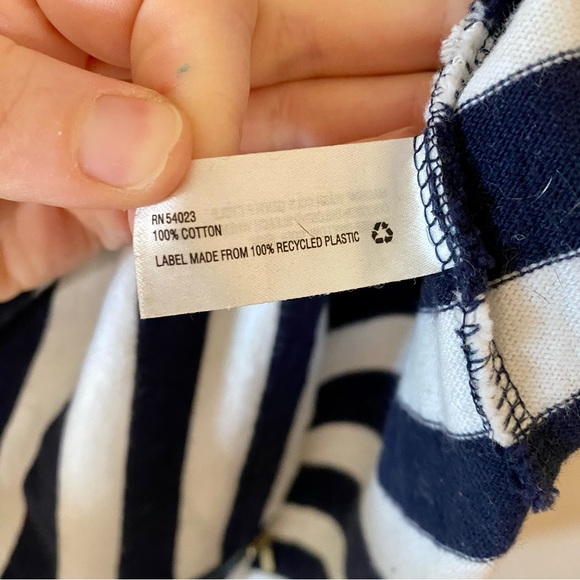 RN 54023
100% COTTON
LABEL MADE FROM 100% RECYCLED PLASTIC